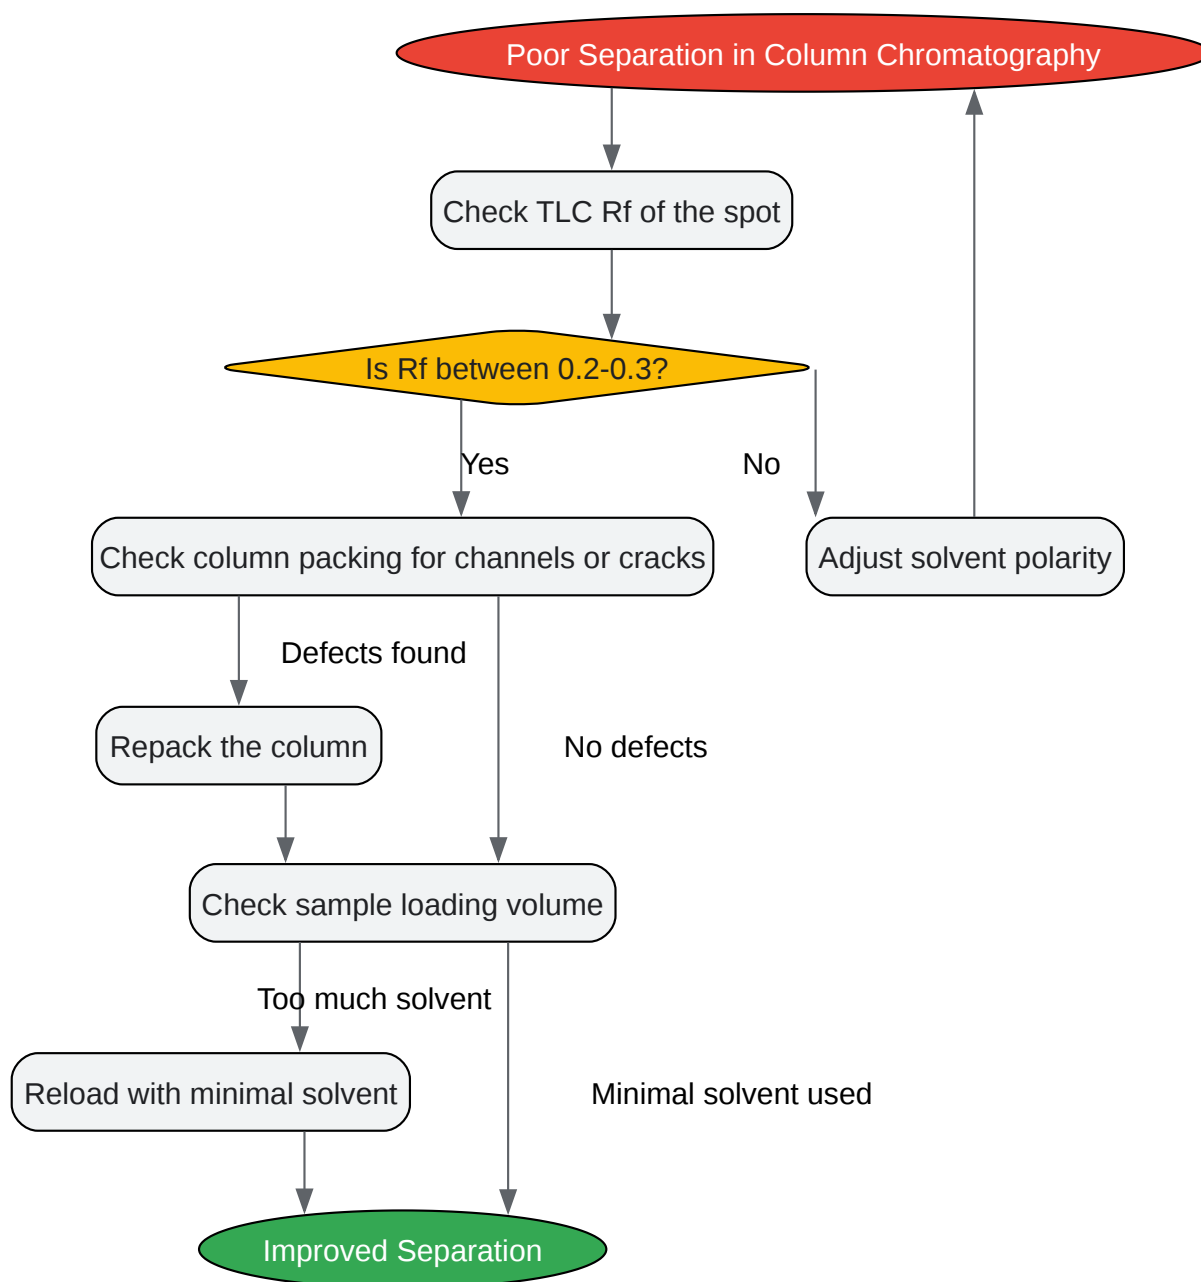 Poor Separation in Column Chromatography
Check TLC Rf of the spot
Is Rf between 0.2-0.3?
Yes
No
Check column packing for channels or cracks
Adjust solvent polarity
Defects found
Repack the column
No defects
Check sample loading volume
Too much solvent
Reload with minimal solvent
Minimal solvent used
Improved Separation